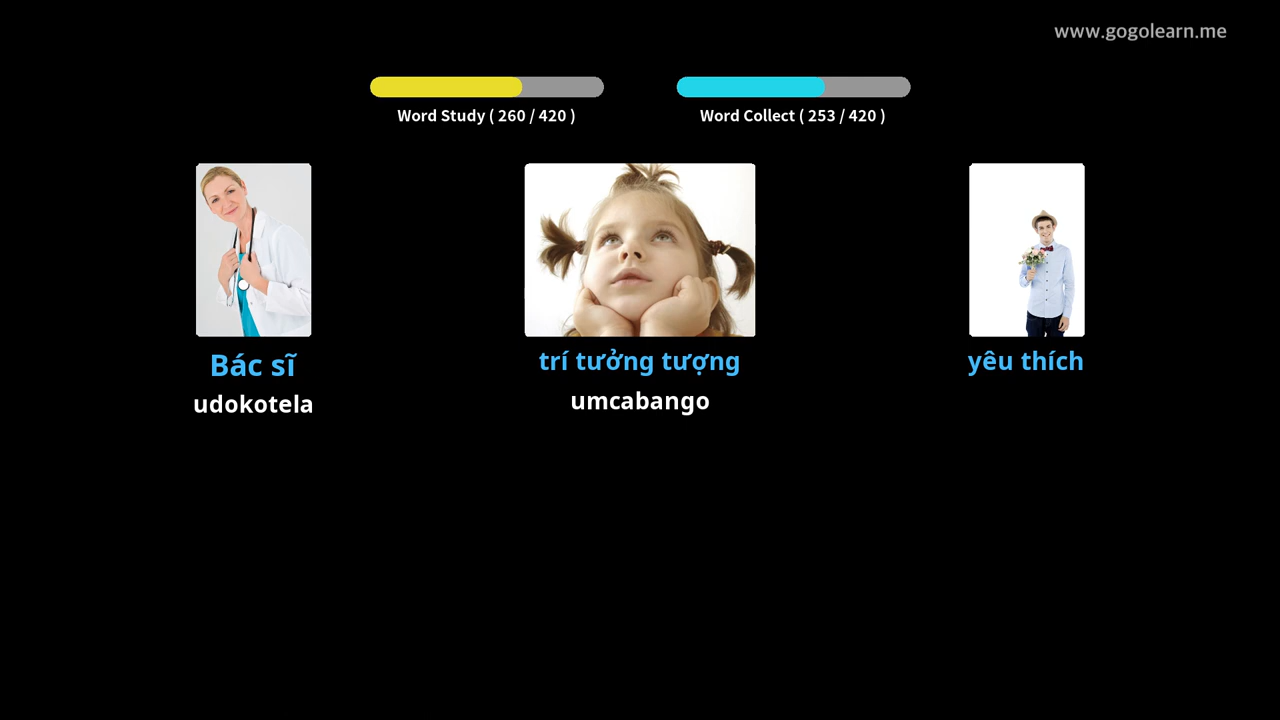 www.gogolearn.me
Word Study ( 260 / 420 )
Word Collect ( 253 / 420 )
Bác sĩ
udokotela
trí tưởng tượng
umcabango
yêu thích